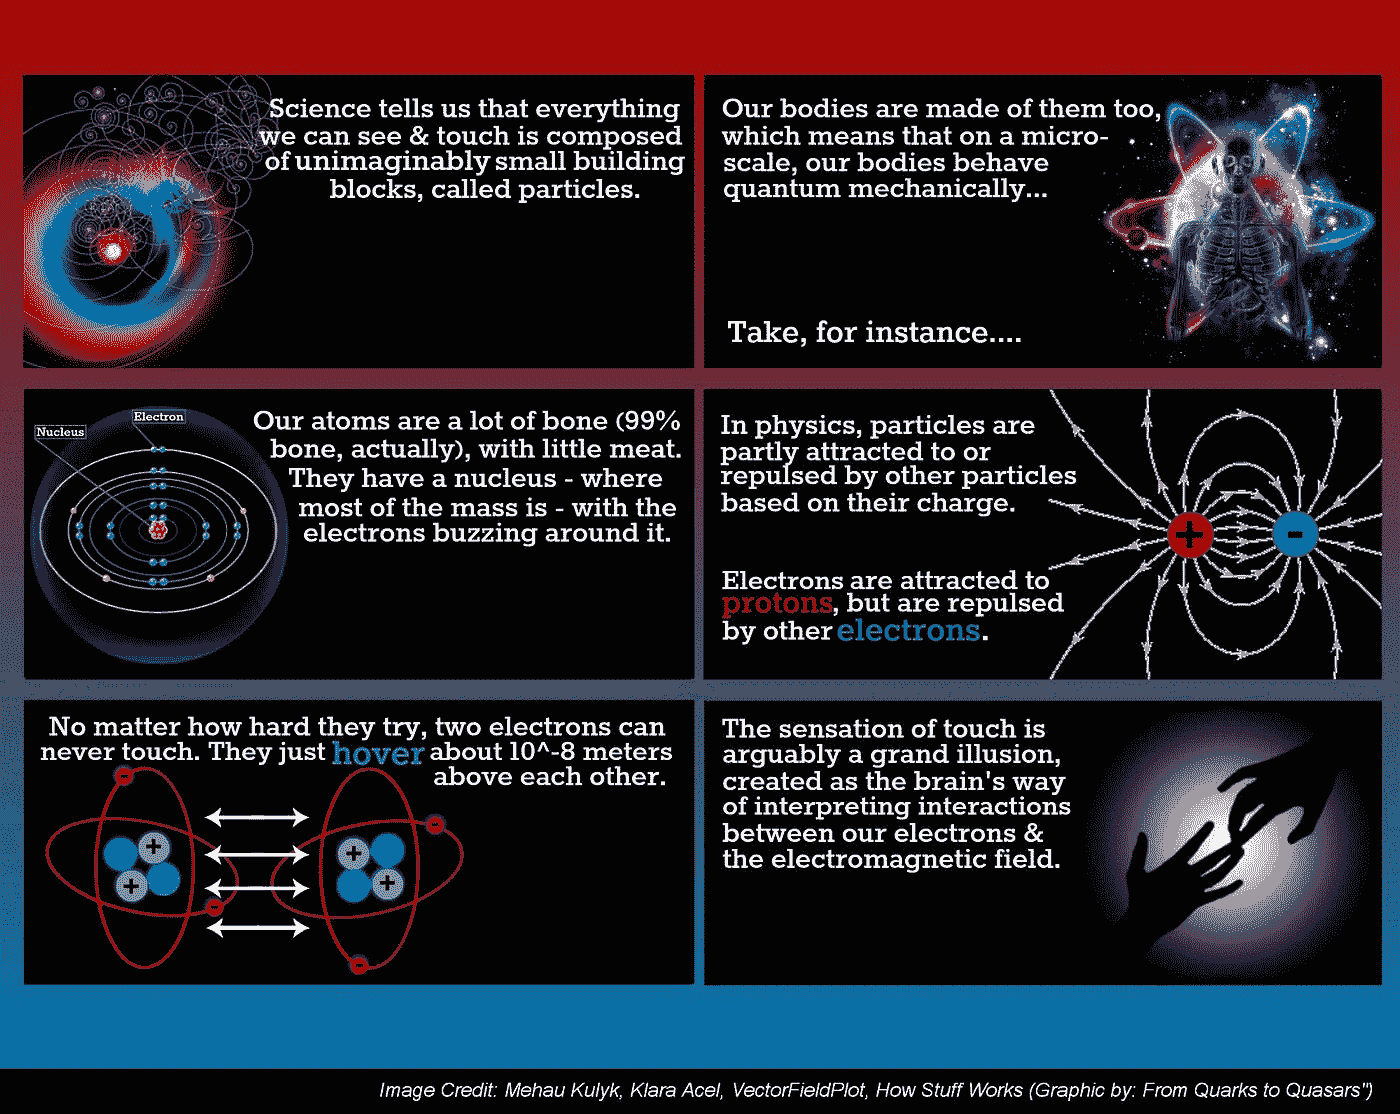 Science tells us that everything
we can see & touch is composed
of unimaginably small building
blocks, called particles.
Our bodies are made of them too,
which means that on a micro-
scale, our bodies behave
quantum mechanically...
Take, for instance....
Electron
Nucleus
Our atoms are a lot of bone (99%
bone, actually), with little meat.
They have a nucleus - where
most of the mass is - with the
electrons buzzing around it.
In physics, particles are
partly attracted to or
repulsed by other particles
based on their charge.
+ -
Electrons are attracted to
protons, but are repulsed
by other electrons.
No matter how hard they try, two electrons can
never touch. They just hover about 10^-8 meters
above each other.
The sensation of touch is
arguably a grand illusion,
created as the brain's way
of interpreting interactions
between our electrons &
the electromagnetic field.
Image Credit: Mehau Kulyk, Klara Acel, VectorFieldPlot, How Stuff Works (Graphic by: From Quarks to Quasars")